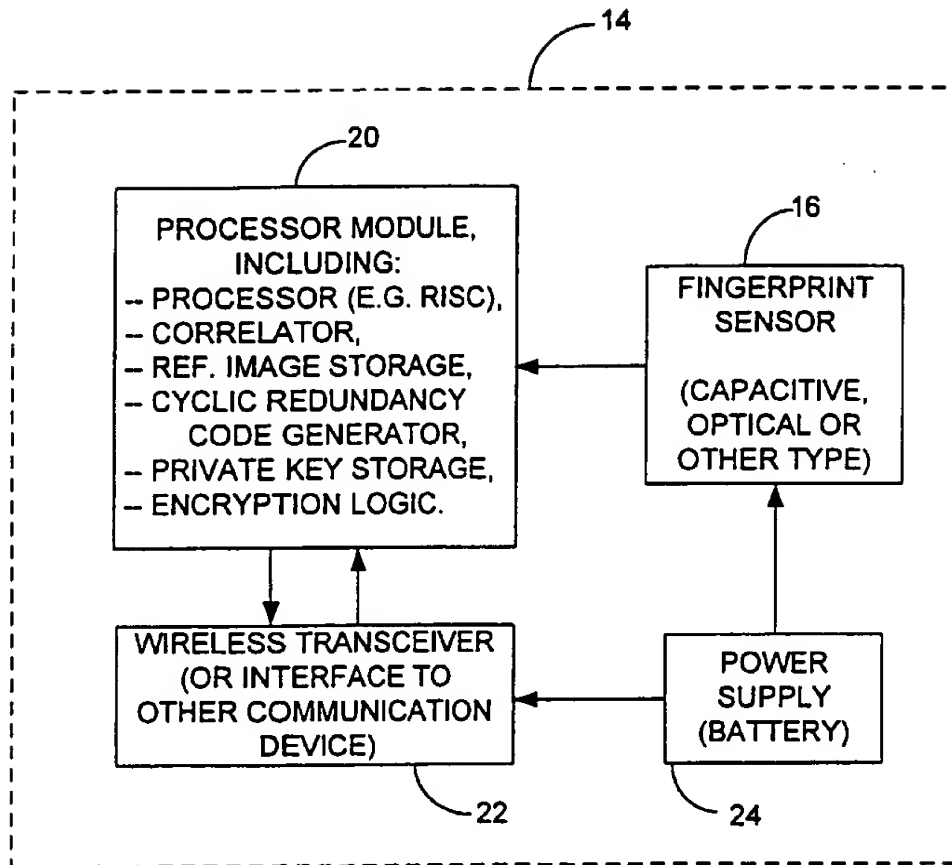 14
20
PROCESSOR MODULE,
INCLUDING:
-- PROCESSOR (E.G. RISC),
-- CORRELATOR,
-- REF. IMAGE STORAGE,
-- CYCLIC REDUNDANCY
CODE GENERATOR,
-- PRIVATE KEY STORAGE,
-- ENCRYPTION LOGIC.
16
FINGERPRINT
SENSOR
(CAPACITIVE,
OPTICAL OR
OTHER TYPE)
WIRELESS TRANSCEIVER
(OR INTERFACE TO
OTHER COMMUNICATION
DEVICE)
22
POWER
SUPPLY
(BATTERY)
24